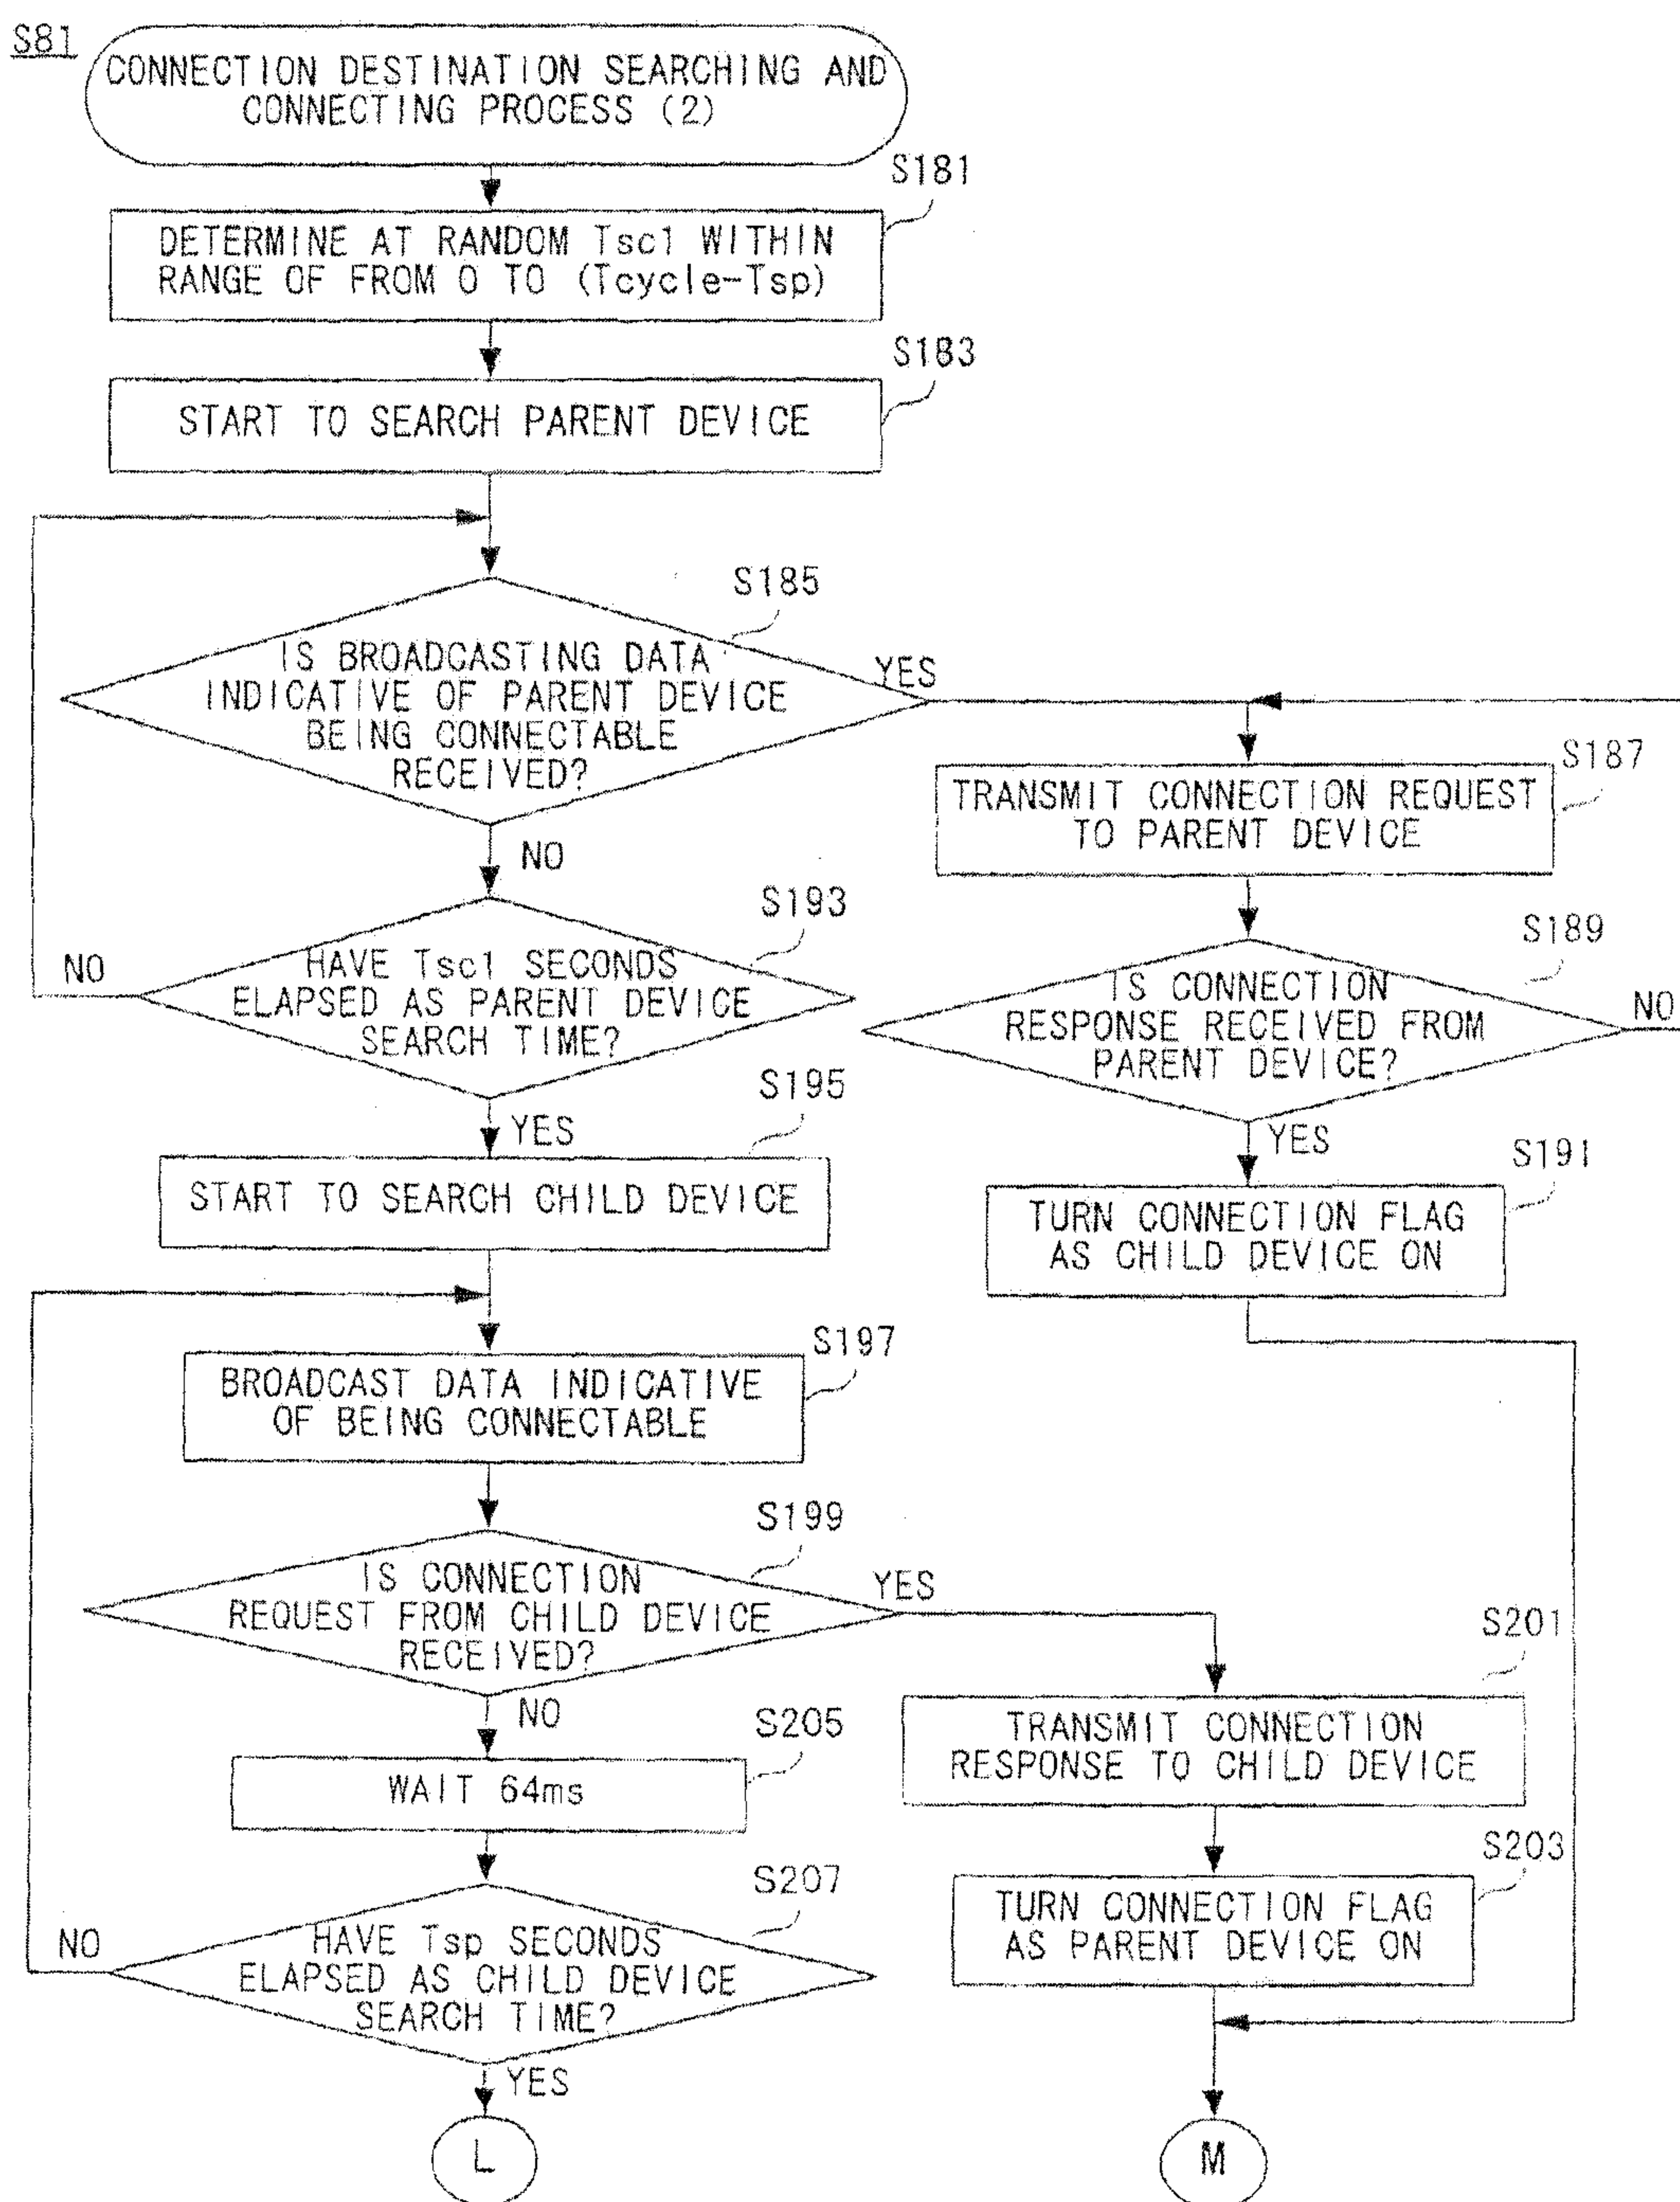 S81
CONNECTION DESTINATION SEARCHING AND
CONNECTING PROCESS (2)
S181
DETERMINE AT RANDOM Tsc1 WITHIN
RANGE OF FROM 0 TO (Tcycle-Tsp)
S183
START TO SEARCH PARENT DEVICE
S185
IS BROADCASTING DATA
INDICATIVE OF PARENT DEVICE
BEING CONNECTABLE
RECEIVED?
YES
NO
S187
TRANSMIT CONNECTION REQUEST
TO PARENT DEVICE
S193
HAVE Tsc1 SECONDS
ELAPSED AS PARENT DEVICE
SEARCH TIME?
NO
YES
S189
IS CONNECTION
RESPONSE RECEIVED FROM
PARENT DEVICE?
NO
YES
S195
START TO SEARCH CHILD DEVICE
S191
TURN CONNECTION FLAG
AS CHILD DEVICE ON
S197
BROADCAST DATA INDICATIVE
OF BEING CONNECTABLE
S199
IS CONNECTION
REQUEST FROM CHILD DEVICE
RECEIVED?
YES
NO
S201
TRANSMIT CONNECTION
RESPONSE TO CHILD DEVICE
S205
WAIT 64ms
S203
TURN CONNECTION FLAG
AS PARENT DEVICE ON
S207
HAVE Tsp SECONDS
ELAPSED AS CHILD DEVICE
SEARCH TIME?
NO
YES
L
M